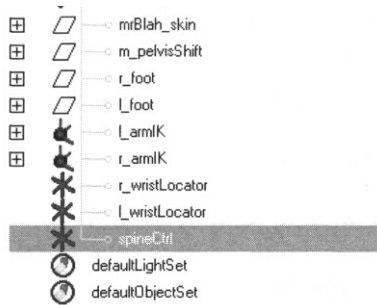 mrBlah_skin
m_pelvisShift
r_foot
l_foot
l_armIK
r_armIK
r_wristLocator
l_wristLocator
spineCtrl
defaultLightSet
defaultObjectSet